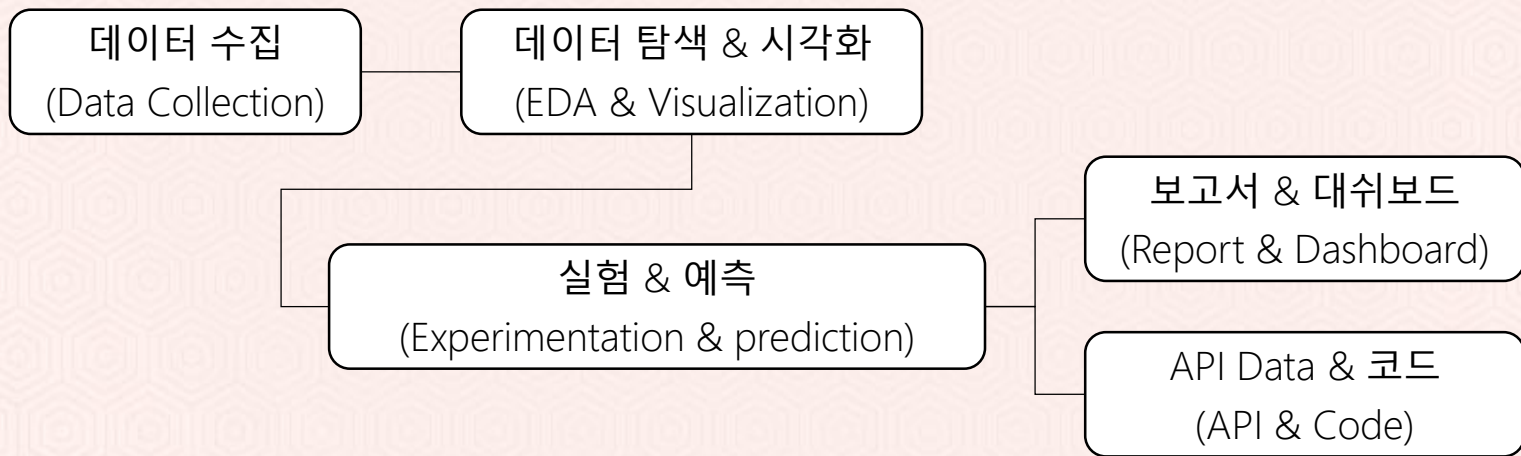 데이터 수집
(Data Collection)
데이터 탐색 & 시각화
(EDA & Visualization)
실험 & 예측
(Experimentation & prediction)
보고서 & 대쉬보드
(Report & Dashboard)
API Data & 코드
(API & Code)